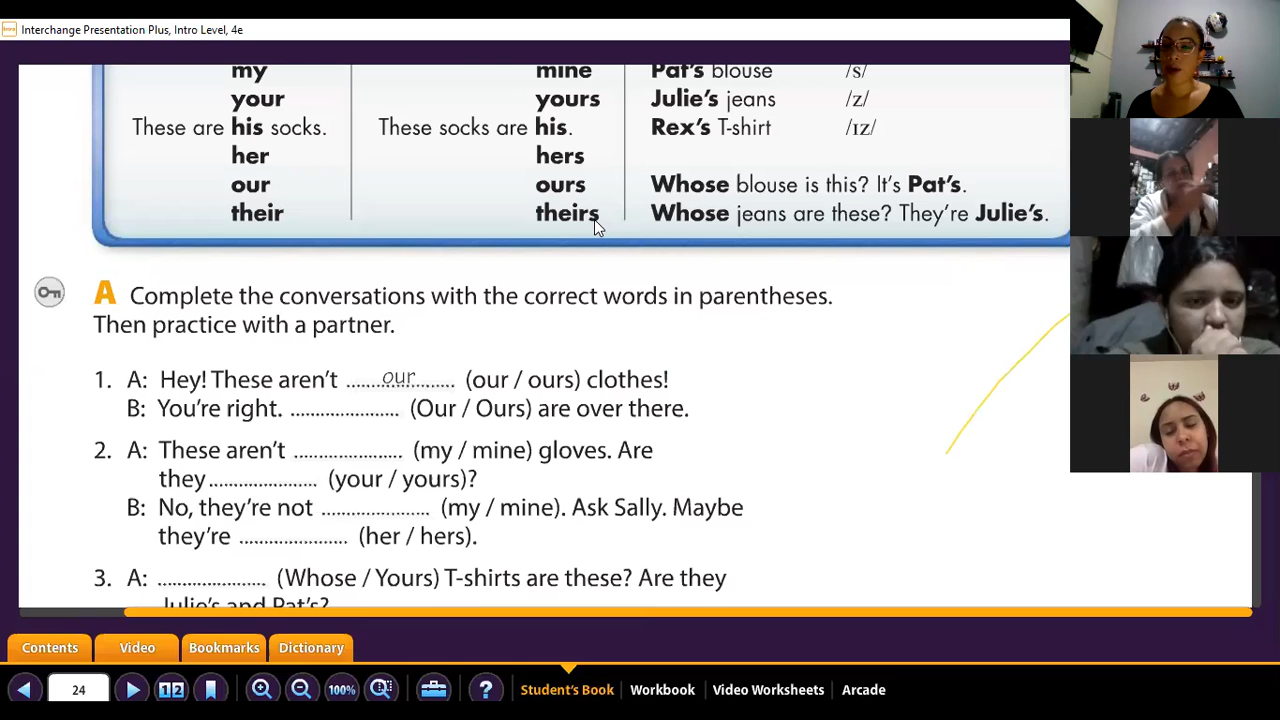 Interchange Presentation Plus, Intro Level, 4e
my mine Pat's blouse /s/
your yours Julie's jeans /z/
These are his socks. These socks are his. Rex's T-shirt /ɪz/
her hers
our ours Whose blouse is this? It's Pat's.
their theirs Whose jeans are these? They're Julie's.
A Complete the conversations with the correct words in parentheses.
Then practice with a partner.
1. A: Hey! These aren't ......our...... (our / ours) clothes!
B: You're right. ..................... (Our / Ours) are over there.
2. A: These aren't ..................... (my / mine) gloves. Are
they ..................... (your / yours)?
B: No, they're not ..................... (my / mine). Ask Sally. Maybe
they're ..................... (her / hers).
3. A: ..................... (Whose / Yours) T-shirts are these? Are they
Julie's and Pat's?
Contents Video Bookmarks Dictionary
24 12 100% ? Student's Book Workbook Video Worksheets Arcade